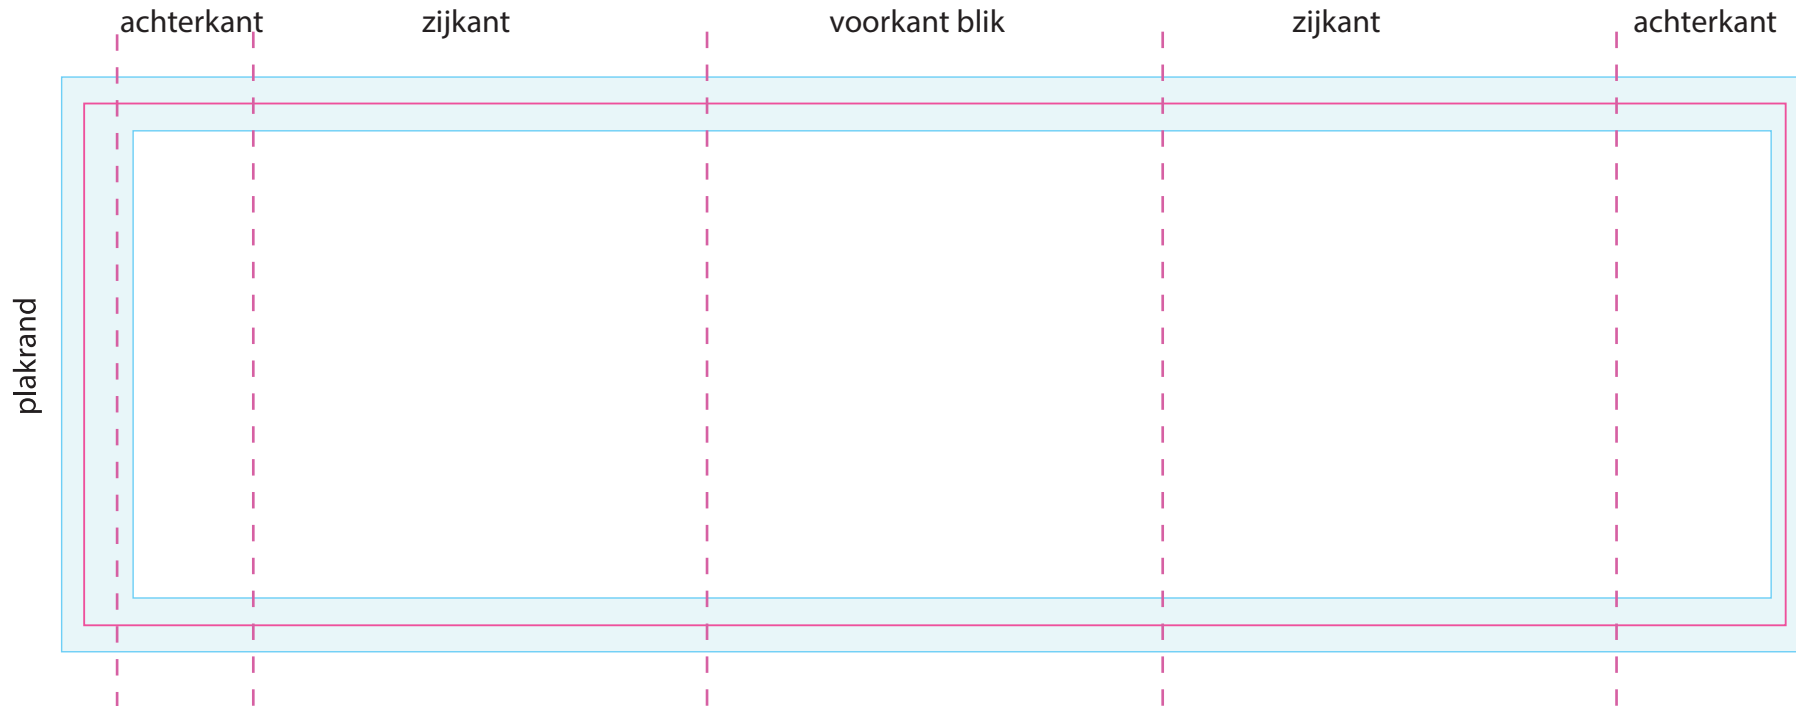 achterkant
zijkant
voorkant blik
zijkant
achterkant
plakrand